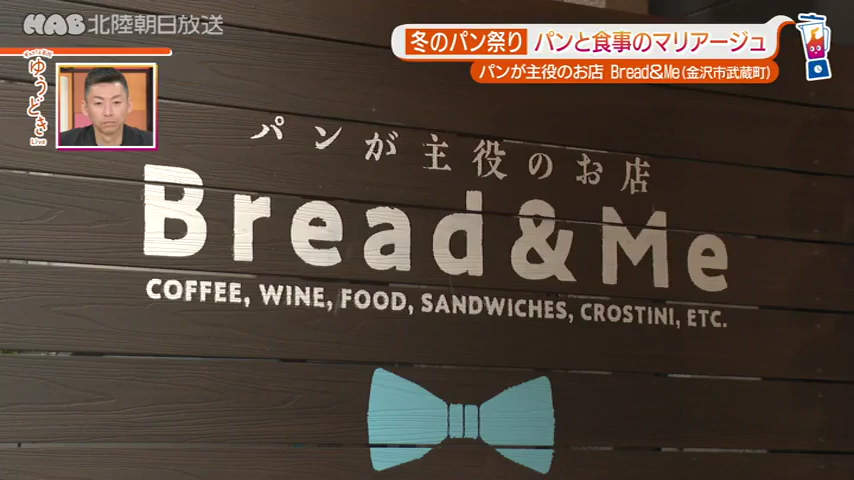 HAB北陸朝日放送
冬のパン祭り パンと食事のマリアージュ
パンが主役のお店 Bread&Me(金沢市武蔵町)
ゆうどき
Live
パンが主役のお店
Bread&Me
COFFEE, WINE, FOOD, SANDWICHES, CROSTINI, ETC.